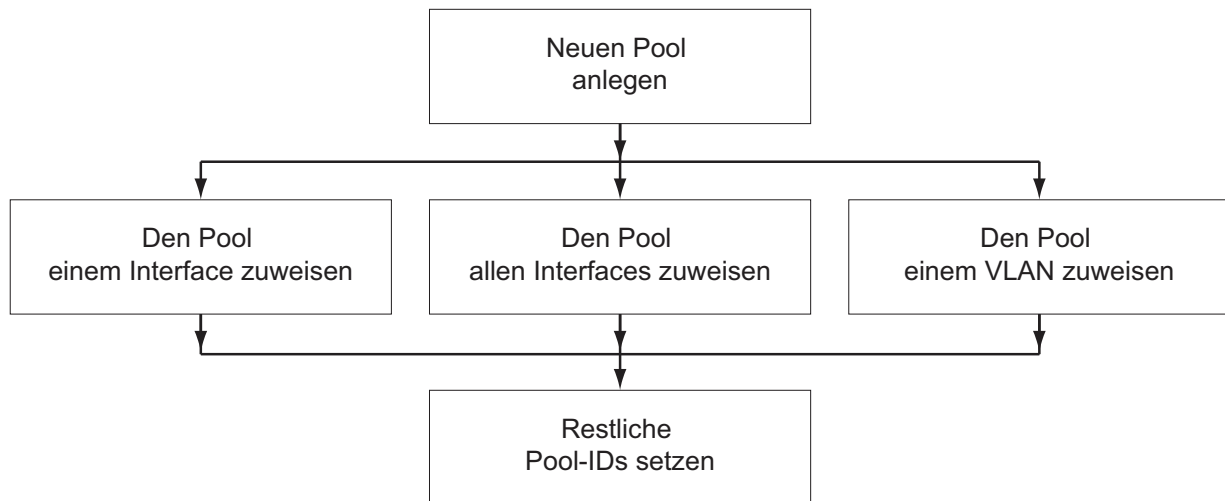 Neuen Pool
anlegen
Den Pool
einem Interface zuweisen
Den Pool
allen Interfaces zuweisen
Den Pool
einem VLAN zuweisen
Restliche
Pool-IDs setzen